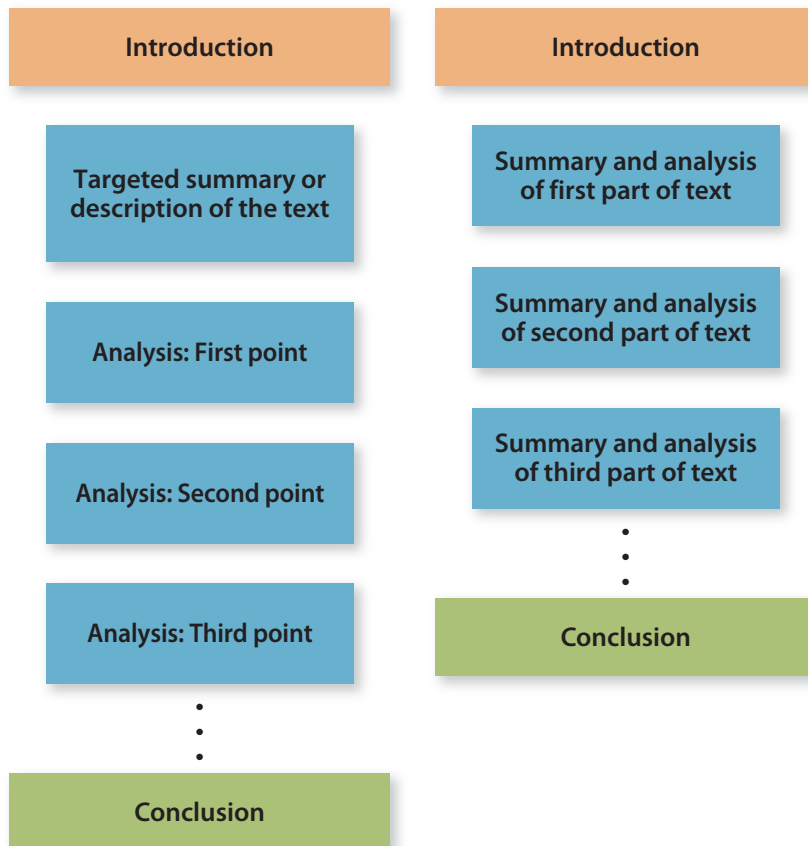 Introduction
Targeted summary or
description of the text
Analysis: First point
Analysis: Second point
Analysis: Third point
Conclusion
Introduction
Summary and analysis
of first part of text
Summary and analysis
of second part of text
Summary and analysis
of third part of text
Conclusion